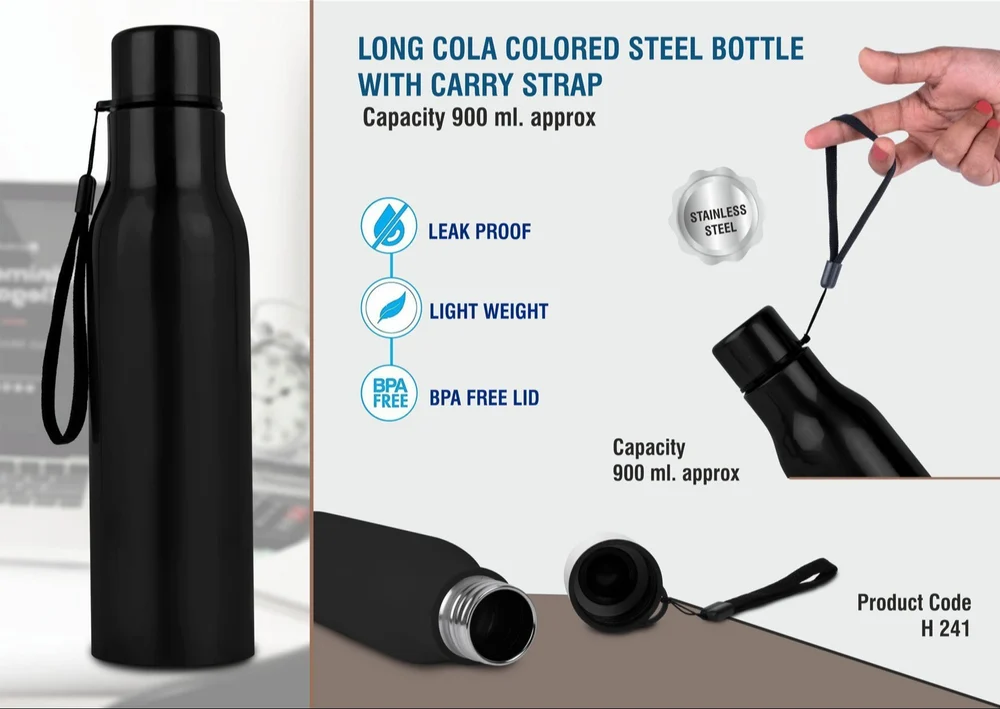 LONG COLA COLORED STEEL BOTTLE
WITH CARRY STRAP
Capacity 900 ml. approx
STAINLESS
STEEL
LEAK PROOF
LIGHT WEIGHT
BPA
FREE
BPA FREE LID
Capacity
900 ml. approx
Product Code
H 241